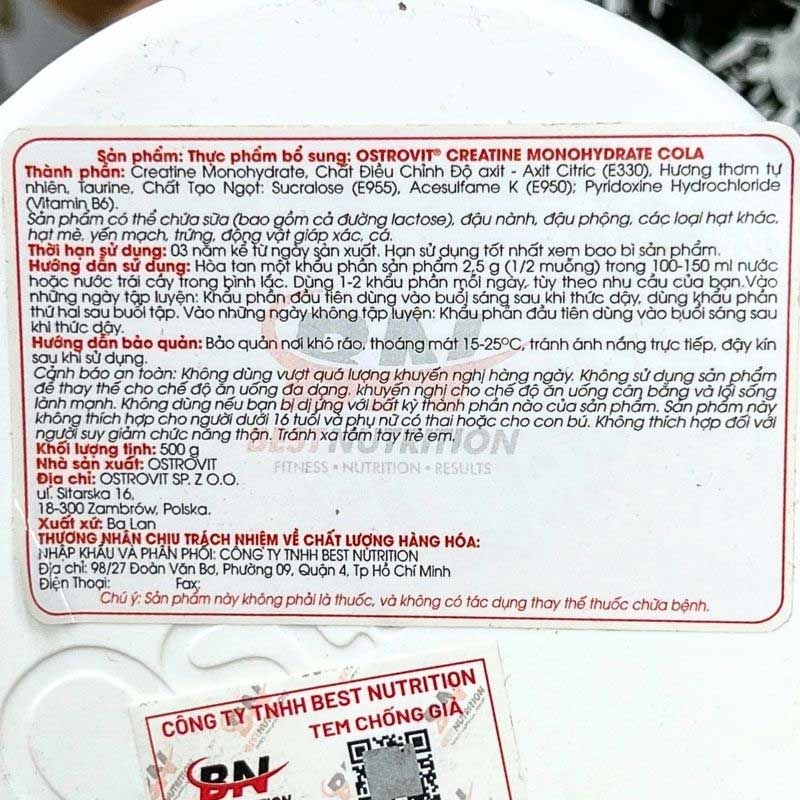 Sản phẩm: Thực phẩm bổ sung: OSTROVIT® CREATINE MONOHYDRATE COLA
Thành phần: Creatine Monohydrate, Chất Điều Chỉnh Độ axit - Axit Citric (E330), Hương thơm tự
nhiên, Taurine, Chất Tạo Ngọt: Sucralose (E955), Acesulfame K (E950); Pyridoxine Hydrochloride
(Vitamin B6).
Sản phẩm có thể chứa sữa (bao gồm cả đường lactose), đậu nành, đậu phộng, các loại hạt khác,
hạt mè, yến mạch, trứng, động vật giáp xác, cá.
Thời hạn sử dụng: 03 năm kể từ ngày sản xuất. Hạn sử dụng tốt nhất xem bao bì sản phẩm.
Hướng dẫn sử dụng: Hòa tan một khẩu phần sản phẩm 2,5 g (1/2 muỗng) trong 100-150 ml nước
hoặc nước trái cây trong bình lắc. Dùng 1-2 khẩu phần mỗi ngày, tùy theo nhu cầu của bạn.Vào
những ngày tập luyện: Khẩu phần đầu tiên dùng vào buổi sáng sau khi thức dậy, dùng khẩu phần
thứ hai sau buổi tập. Vào những ngày không tập luyện: Khẩu phần đầu tiên dùng vào buổi sáng sau
khi thức dậy.
Hướng dẫn bảo quản: Bảo quản nơi khô ráo, thoáng mát 15-25ºC, tránh ánh nắng trực tiếp, đậy kín
sau khi sử dụng.
Cảnh báo an toàn: Không dùng vượt quá lượng khuyến nghị hàng ngày. Không sử dụng sản phẩm
để thay thế cho chế độ ăn uống đa dạng. khuyến nghị cho chế độ ăn uống cân bằng và lối sống
lành mạnh. Không dùng nếu bạn bị dị ứng với bất kỳ thành phần nào của sản phẩm. Sản phẩm này
không thích hợp cho người dưới 16 tuổi và phụ nữ có thai hoặc cho con bú. Không thích hợp đối với
người suy giảm chức năng thận. Tránh xa tầm tay trẻ em.
BEST NUTRITION
Khối lượng tịnh: 500 g
Nhà sản xuất: OSTROVIT
FITNESS • NUTRITION • RESULTS
Địa chỉ: OSTROVIT SP. Z O.O.
ul. Sitarska 16,
18-300 Zambrów, Polska.
Xuất xứ: Ba Lan
THƯƠNG NHÂN CHỊU TRÁCH NHIỆM VỀ CHẤT LƯỢNG HÀNG HÓA:
NHẬP KHẨU VÀ PHÂN PHỐI: CÔNG TY TNHH BEST NUTRITION
Địa chỉ: 98/27 Đoàn Văn Bơ, Phường 09, Quận 4, Tp Hồ Chí Minh
Điện Thoại: Fax:
Chú ý: Sản phẩm này không phải là thuốc, và không có tác dụng thay thế thuốc chữa bệnh.
CÔNG TY TNHH BEST NUTRITION
TEM CHỐNG GIẢ
BN